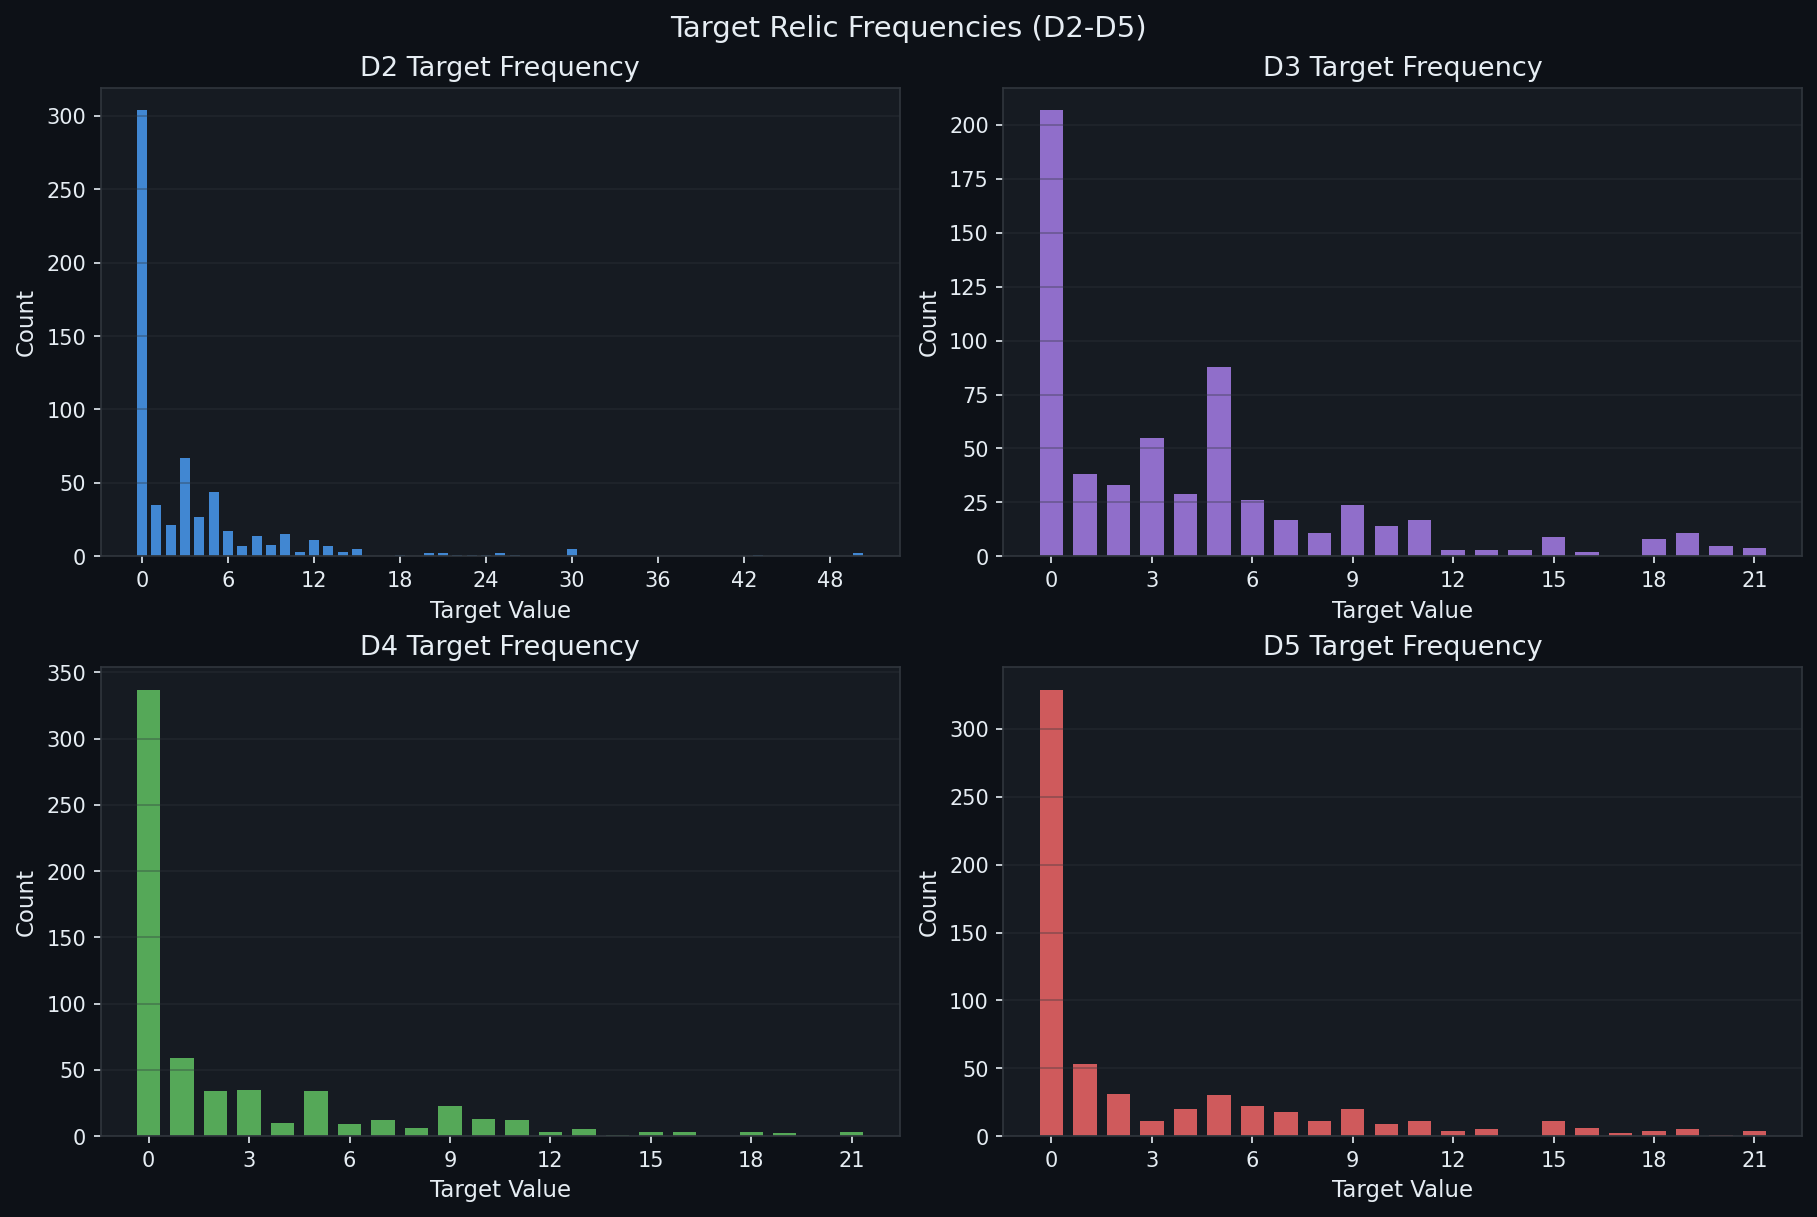 Target Relic Frequencies (D2-D5)
D2 Target Frequency
Count
300
250
200
150
100
50
0
0 6 12 18 24 30 36 42 48
Target Value
D3 Target Frequency
Count
200
175
150
125
100
75
50
25
0
0 3 6 9 12 15 18 21
Target Value
D4 Target Frequency
Count
350
300
250
200
150
100
50
0
0 3 6 9 12 15 18 21
Target Value
D5 Target Frequency
Count
300
250
200
150
100
50
0
0 3 6 9 12 15 18 21
Target Value